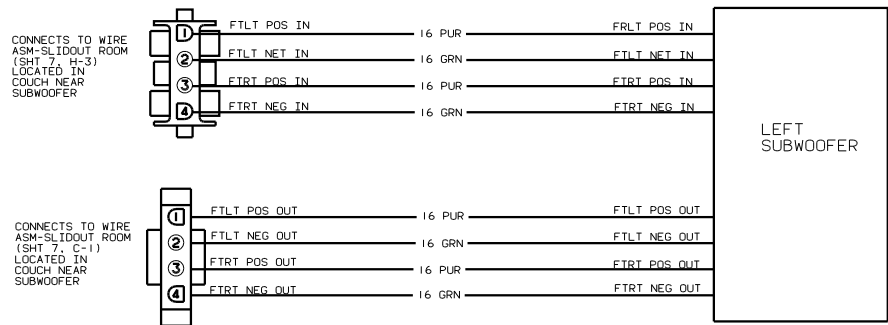 FTLT POS IN 16 PUR FRLT POS IN
CONNECTS TO WIRE
ASM-SLIDOUT ROOM
(SHT 7, H-3)
LOCATED IN
COUCH NEAR
SUBWOOFER
1
2
3
4
FTLT NET IN 16 GRN FTLT NET IN
FTRT POS IN 16 PUR FTRT POS IN
FTRT NEG IN 16 GRN FTRT NEG IN
LEFT
SUBWOOFER
CONNECTS TO WIRE
ASM-SLIDOUT ROOM
(SHT 7, C-1)
LOCATED IN
COUCH NEAR
SUBWOOFER
1
2
3
4
FTLT POS OUT 16 PUR FTLT POS OUT
FTLT NEG OUT 16 GRN FTLT NEG OUT
FTRT POS OUT 16 PUR FTRT POS OUT
FTRT NEG OUT 16 GRN FTRT NEG OUT